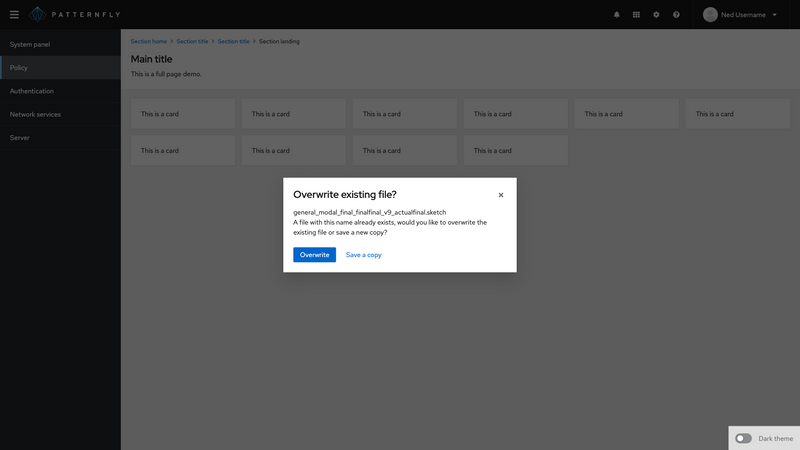 PATTERNFLY
Ned Username
System panel
Policy
Authentication
Network services
Server
Section home > Section title > Section title > Section landing
Main title
This is a full page demo.
This is a card This is a card This is a card This is a card This is a card This is a card
This is a card This is a card This is a card This is a card
Overwrite existing file?
general_modal_final_finalfinal_v9_actualfinal.sketch
A file with this name already exists, would you like to overwrite the
existing file or save a new copy?
Overwrite Save a copy
Dark theme